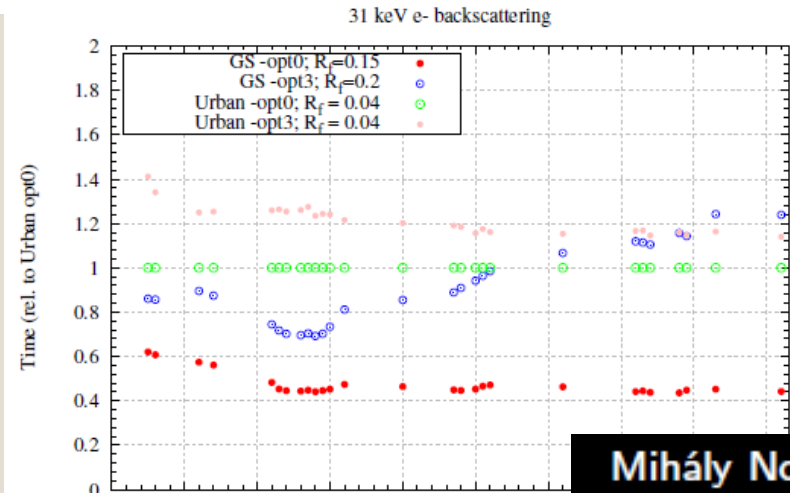 31 keV e- backscattering
2
GS -opt0; Rf=0.15
GS -opt3; Rf=0.2
Urban -opt0; Rf = 0.04
Urban -opt3; Rf = 0.04
1.8
1.6
1.4
1.2
1
0.8
0.6
0.4
0.2
0
Time (rel. to Urban opt0)
Mihály